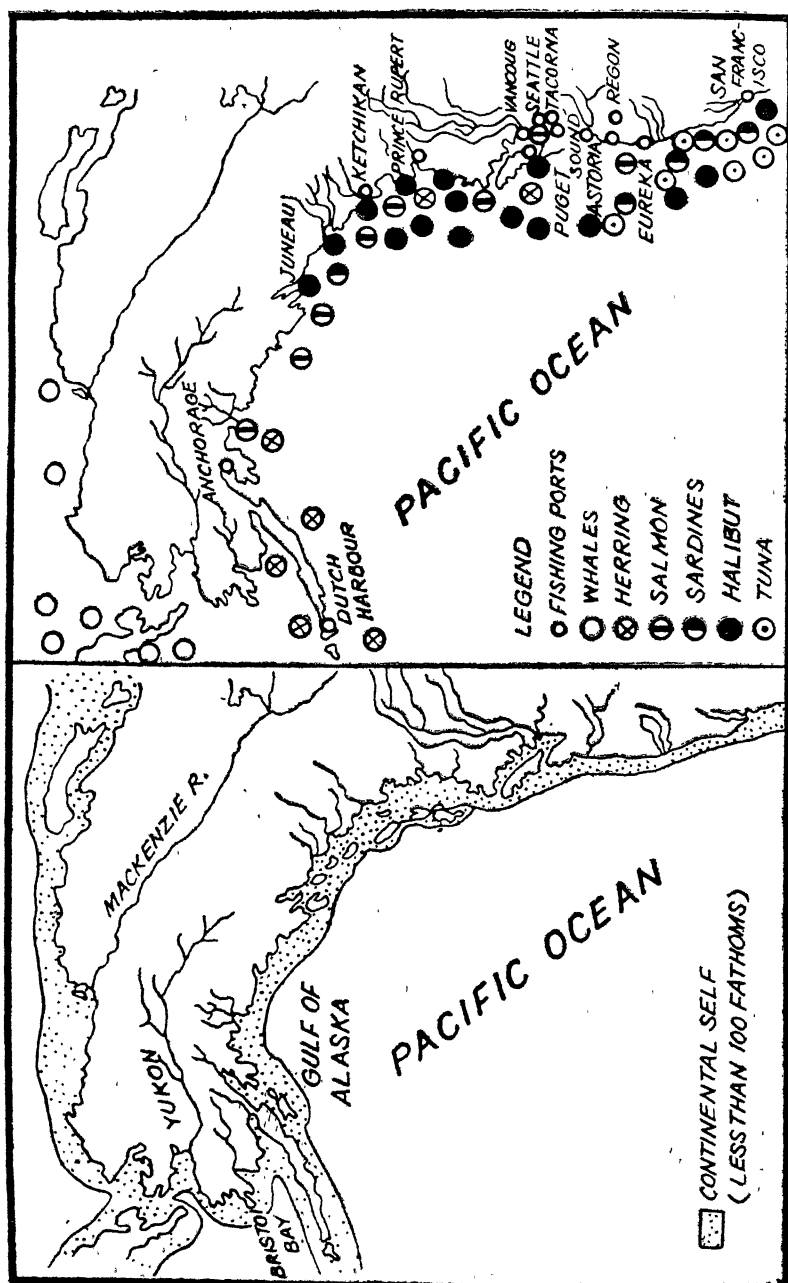 MACKENZIE R.
YUKON
BRISTOL
BAY
GULF OF
ALASKA
PACIFIC OCEAN
CONTINENTAL SELF
(LESS THAN 100 FATHOMS)
ANCHORAGE
DUTCH
HARBOUR
JUNEAU
KETCHIKAN
PRINCE RUPERT
VANCOUG
SEATTLE
TACORNA
PUGET
SOUND
ASTORIA
REGON
EUREKA
SAN
FRANC-
ISCO
PACIFIC OCEAN
LEGEND
FISHING PORTS
WHALES
HERRING
SALMON
SARDINES
HALIBUT
TUNA